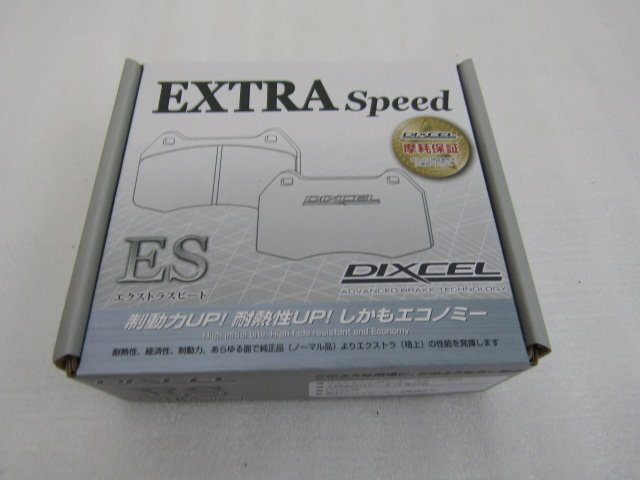 EXTRA Speed
DIXCEL
摩耗保証
DIXCEL
ES
エクストラスピード
DIXCEL
ADVANCED BRAKE TECHNOLOGY
制動力UP! 耐熱性UP! しかもエコノミー
High initial bite, High fade resistant and Economy
耐熱性、経済性、制動力、あらゆる面で純正品（ノーマル品）よりエクストラ（格上）の性能を発揮します